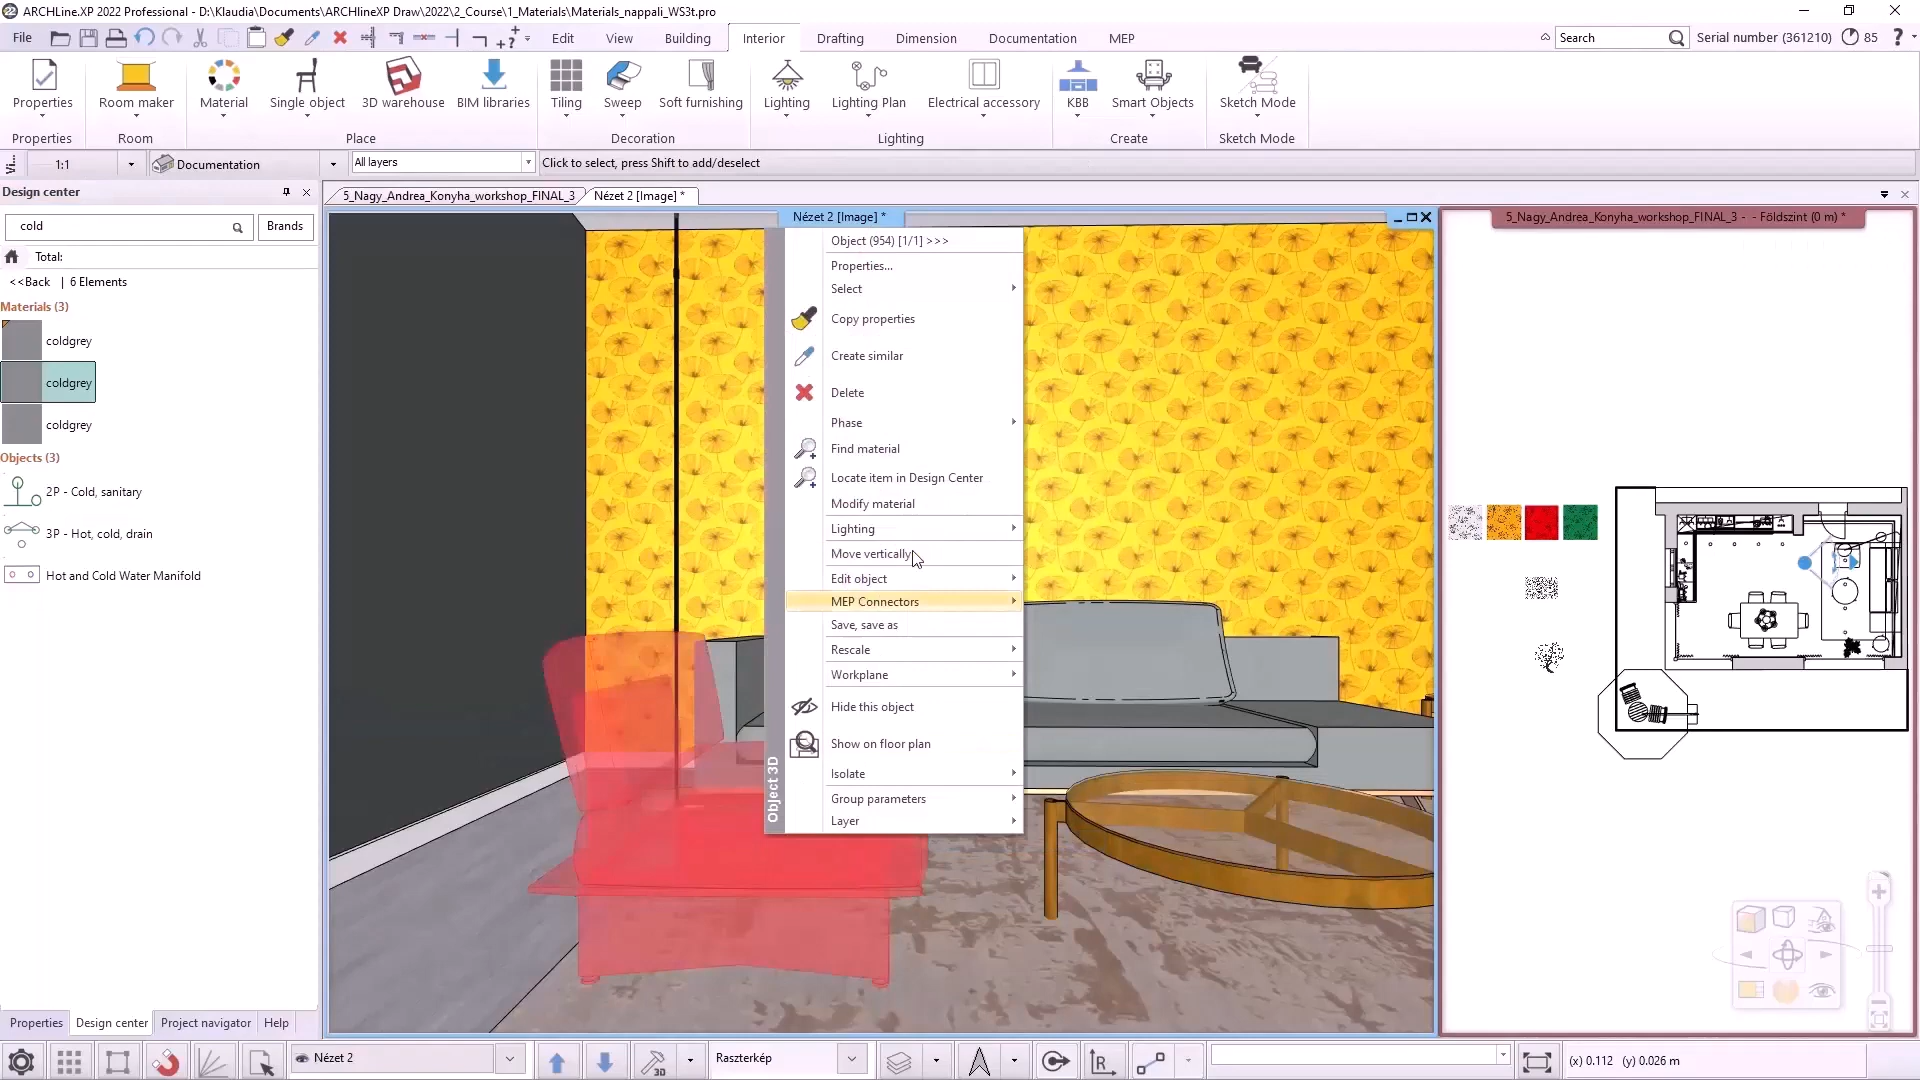 ARCHLine.XP 2022 Professional - D:\Klaudia\Documents\ARCHlineXP Draw\2022\2_Course\1_Materials\Materials_nappali_WS3t.pro
File Edit View Building Interior Drafting Dimension Documentation MEP Search Serial number (361210) 85 ?
Properties Room maker Material Single object 3D warehouse BIM libraries Tiling Sweep Soft furnishing Lighting Lighting Plan Electrical accessory KBB Smart Objects Sketch Mode
Properties Room Place Decoration Lighting Create Sketch Mode
1:1 Documentation All layers Click to select, press Shift to add/deselect
Design center
5_Nagy_Andrea_Konyha_workshop_FINAL_3 Nézet 2 [Image] *
cold Brands
Nézet 2 [Image] *
5_Nagy_Andrea_Konyha_workshop_FINAL_3 - - Földszint (0 m) *
Total:
<<Back | 6 Elements
Materials (3)
coldgrey
coldgrey
coldgrey
Objects (3)
2P - Cold, sanitary
3P - Hot, cold, drain
Hot and Cold Water Manifold
Object (954) [1/1] >>>
Properties...
Select
Copy properties
Create similar
Delete
Phase
Find material
Locate item in Design Center
Modify material
Lighting
Move vertically
Edit object
MEP Connectors
Save, save as
Rescale
Workplane
Hide this object
Show on floor plan
Isolate
Group parameters
Layer
Object 3D
Properties Design center Project navigator Help
Nézet 2 3D Raszterkép R (x) 0.112 (y) 0.026 m